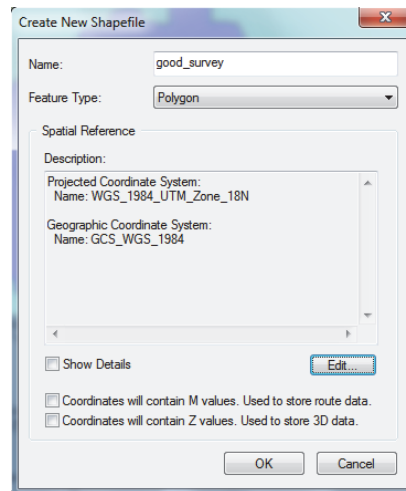 Create New Shapefile
Name: good_survey
Feature Type: Polygon
Spatial Reference
Description:
Projected Coordinate System:
Name: WGS_1984_UTM_Zone_18N
Geographic Coordinate System:
Name: GCS_WGS_1984
Show Details Edit...
Coordinates will contain M values. Used to store route data.
Coordinates will contain Z values. Used to store 3D data.
OK Cancel